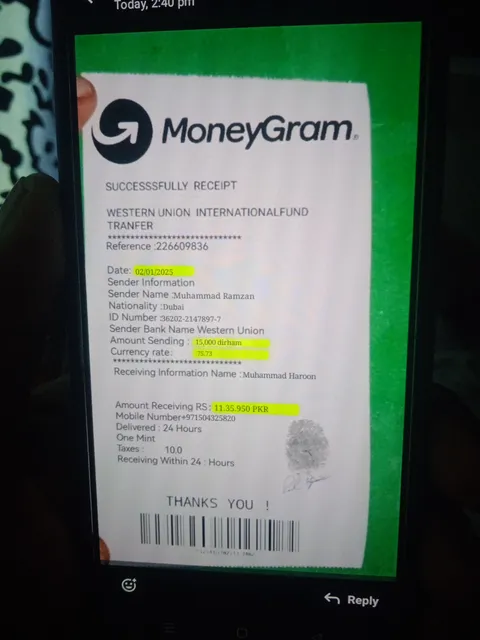 Today, 2:40 pm
MoneyGram®
SUCCESSSFULLY RECEIPT
WESTERN UNION INTERNATIONALFUND
TRANFER
****************************
Reference :226609836
Date: 02/01/2025
Sender Information
Sender Name :Muhammad Ramzan
Nationality :Dubai
ID Number :36202-2147897-7
Sender Bank Name Western Union
Amount Sending : 15,000 dirham
Currency rate: 75.73
****************************
Receiving Information Name :Muhammad Haroon
Amount Receiving RS: 11.35.950 PKR
Mobile Number+971504325820
Delivered : 24 Hours
One Mint
Taxes : 10.0
Receiving Within 24 : Hours
THANKS YOU !
Reply